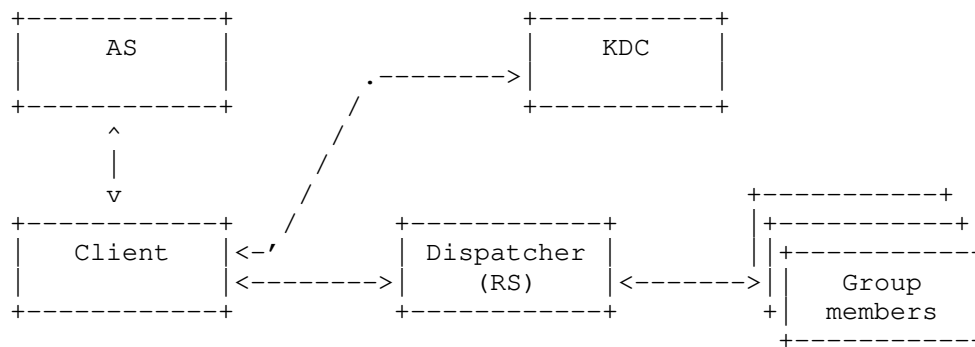 AS KDC
Client Dispatcher
(RS) Group
members